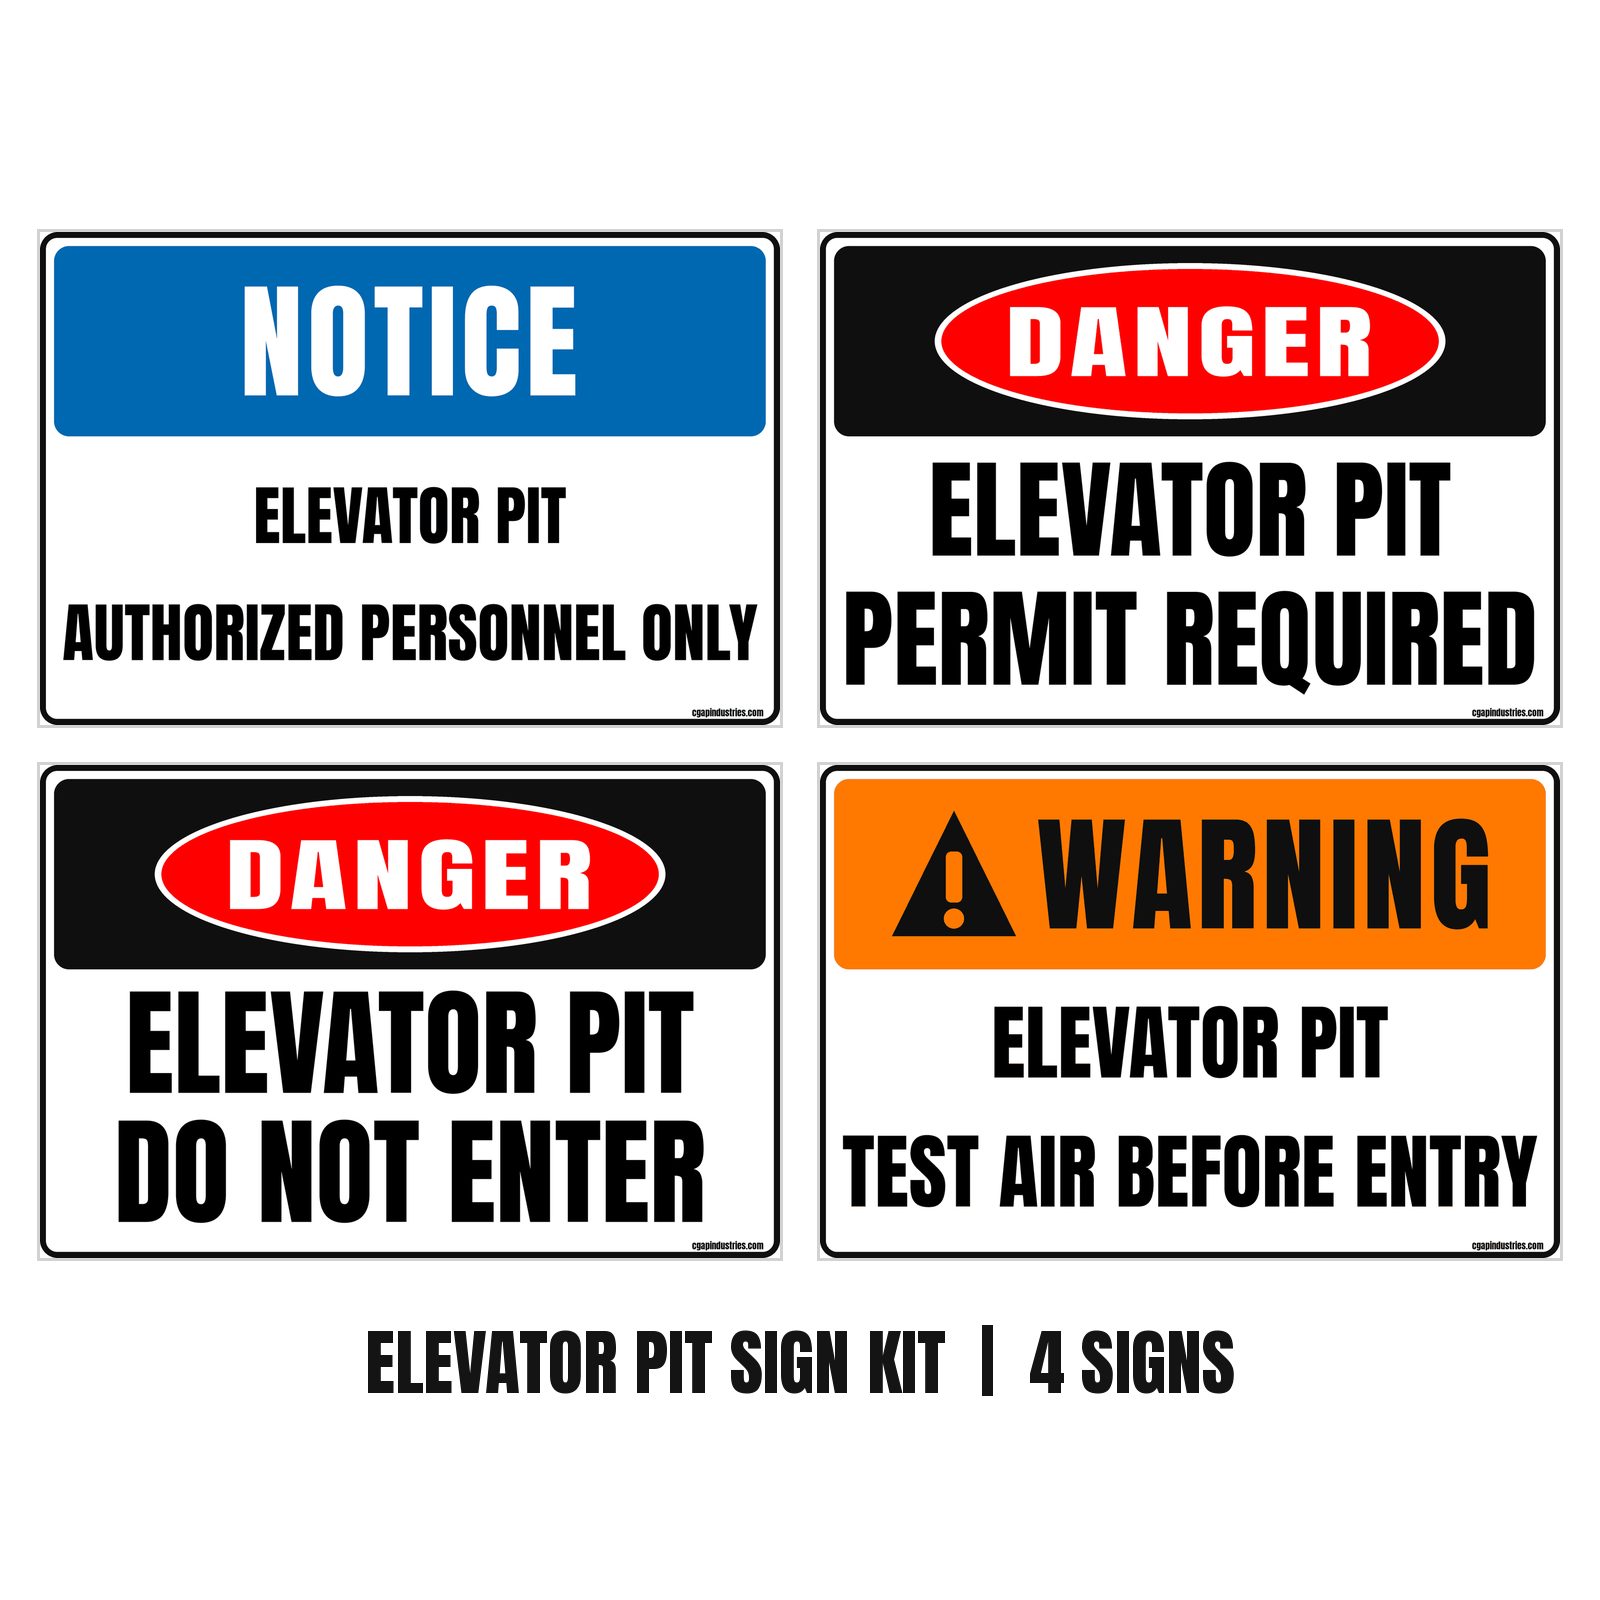 NOTICE
ELEVATOR PIT
AUTHORIZED PERSONNEL ONLY
cgapindustries.com
DANGER
ELEVATOR PIT
PERMIT REQUIRED
cgapindustries.com
DANGER
ELEVATOR PIT
DO NOT ENTER
cgapindustries.com
WARNING
ELEVATOR PIT
TEST AIR BEFORE ENTRY
cgapindustries.com
ELEVATOR PIT SIGN KIT | 4 SIGNS